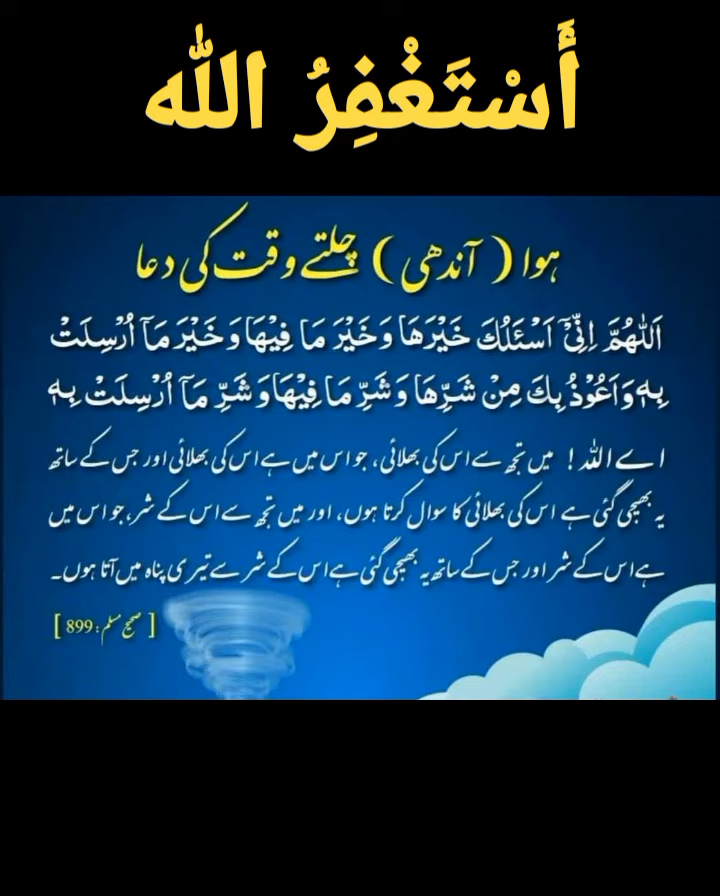 أَسْتَغْفِرُ الله
ہوا ( آندھی ) چلتے وقت کی دعا
اَللّٰهُمَّ اِنِّیْٓ اَسْئَلُكَ خَیْرَهَا وَخَیْرَ مَا فِیْهَا وَخَیْرَ مَآ اُرْسِلَتْ
بِهٖ وَاَعُوْذُ بِكَ مِنْ شَرِّهَا وَشَرِّ مَا فِیْهَا وَشَرِّ مَآ اُرْسِلَتْ بِهٖ
اے اللہ ! میں تجھ سے اس کی بھلائی، جو اس میں ہے اس کی بھلائی اور جس کے ساتھ
یہ بھیجی گئی ہے اس کی بھلائی کا سوال کرتا ہوں، اور میں تجھ سے اس کے شر، جو اس میں
ہے اس کے شر اور جس کے ساتھ یہ بھیجی گئی ہے اس کے شر سے تیری پناہ میں آتا ہوں۔
[ صحیح مسلم : 899 ]